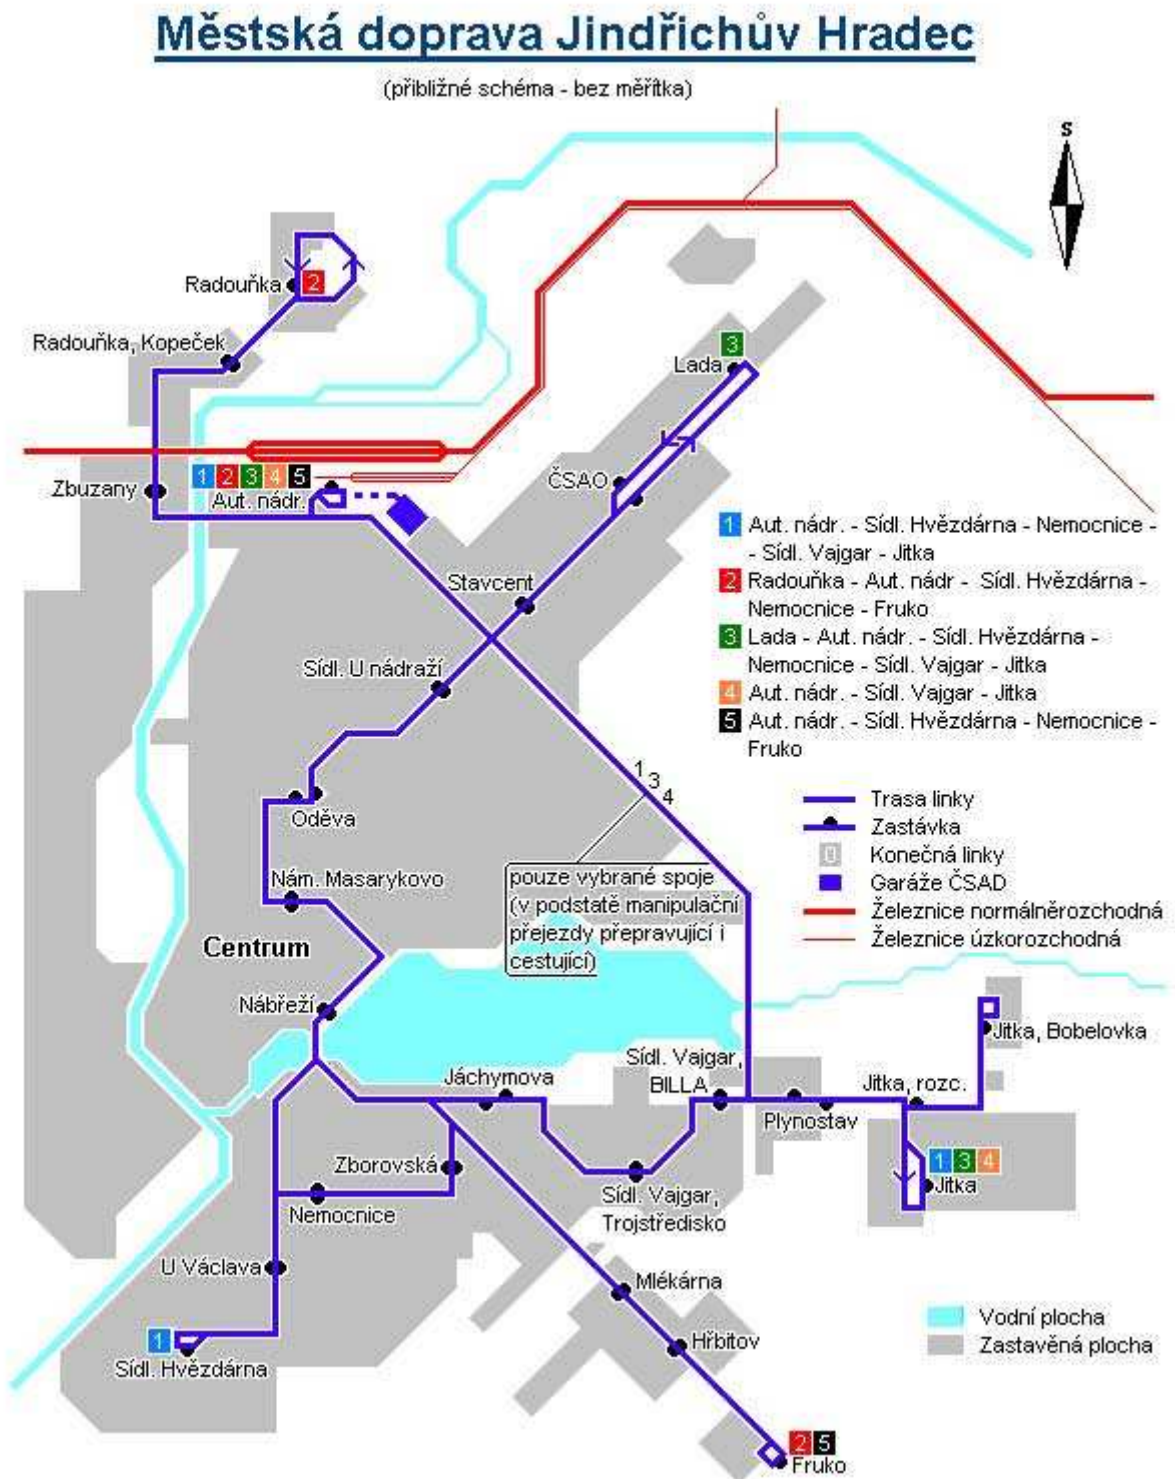 Městská doprava Jindřichův Hradec
(přibližné schéma - bez měřítka)
S
Radouňka
2
Radouňka, Kopeček
3
Lada
Zbuzany
1 2 3 4 5
Aut. nádr.
ČSAO
1 Aut. nádr. - Sídl. Hvězdárna - Nemocnice -
- Sídl. Vajgar - Jitka
2 Radouňka - Aut. nádr - Sídl. Hvězdárna -
Nemocnice - Fruko
3 Lada - Aut. nádr. - Sídl. Hvězdárna -
Nemocnice - Sídl. Vajgar - Jitka
4 Aut. nádr. - Sídl. Vajgar - Jitka
5 Aut. nádr. - Sídl. Hvězdárna - Nemocnice -
Fruko
Stavcent
Sídl. U nádraží
1
3
4
Oděva
Trasa linky
Zastávka
0 Konečná linky
Garáže ČSAD
Železnice normálněrozchodná
Železnice úzkorozchodná
pouze vybrané spoje
(v podstatě manipulační
přejezdy přepravující i
cestující)
Nám. Masarykovo
Centrum
Nábřeží
Jitka, Bobelovka
Sídl. Vajgar,
BILLA
Jáchymova
Jitka, rozc.
Plynostav
Zborovská
1 3 4
Jitka
Nemocnice
Sídl. Vajgar,
Trojstředisko
U Václava
Mlékárna
Vodní plocha
Zastavěná plocha
1
Sídl. Hvězdárna
Hřbitov
2 5
Fruko